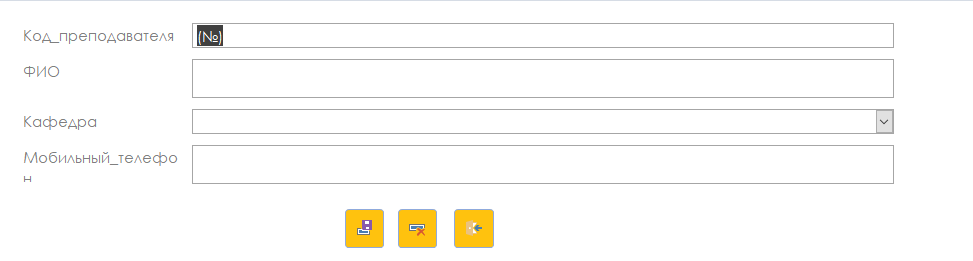 Код_преподавателя
(№)
ФИО
Кафедра
Мобильный_телефо
н